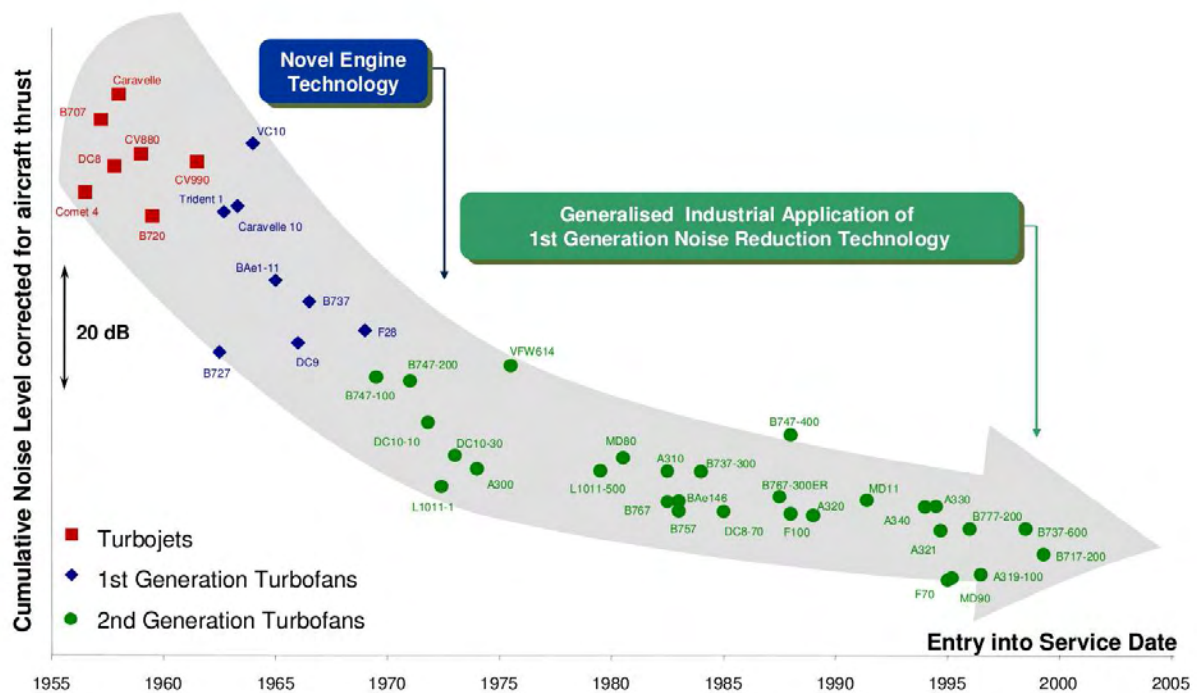 Cumulative Noise Level corrected for aircraft thrust
Novel Engine
Technology
Generalised Industrial Application of
1st Generation Noise Reduction Technology
20 dB
Caravelle
B707
CV880
DC8
CV990
Comet 4
B720
VC10
Trident 1
Caravelle 10
BAe1-11
B737
F28
DC9
B727
B747-200
B747-100
VFW614
DC10-10
DC10-30
A300
L1011-1
MD80
L1011-500
A310
B737-300
B747-400
B767
BAe146
B757
DC8-70
B767-300ER
F100
A320
MD11
A340
A330
B777-200
A321
B737-600
B717-200
F70
MD90
A319-100
Turbojets
1st Generation Turbofans
2nd Generation Turbofans
Entry into Service Date
1955 1960 1965 1970 1975 1980 1985 1990 1995 2000 2005